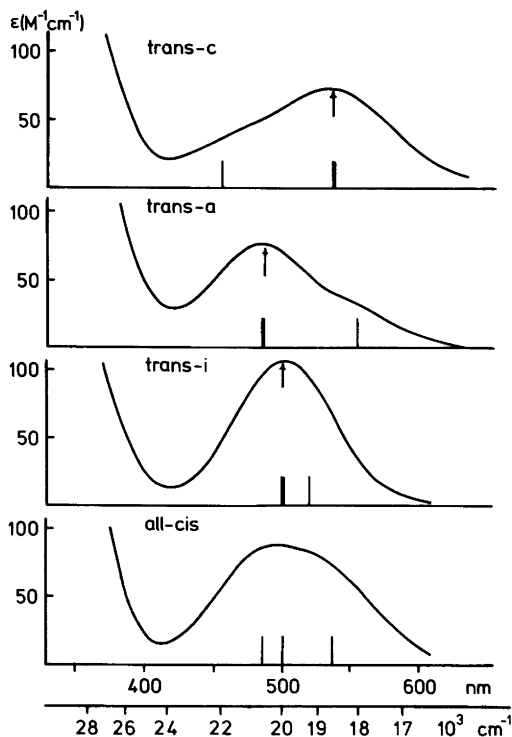 ε(M⁻¹cm⁻¹)
trans-c
100
50
trans-a
100
50
trans-i
100
50
all-cis
100
50
400 500 600 nm
28 26 24 22 20 19 18 17 10³ cm⁻¹